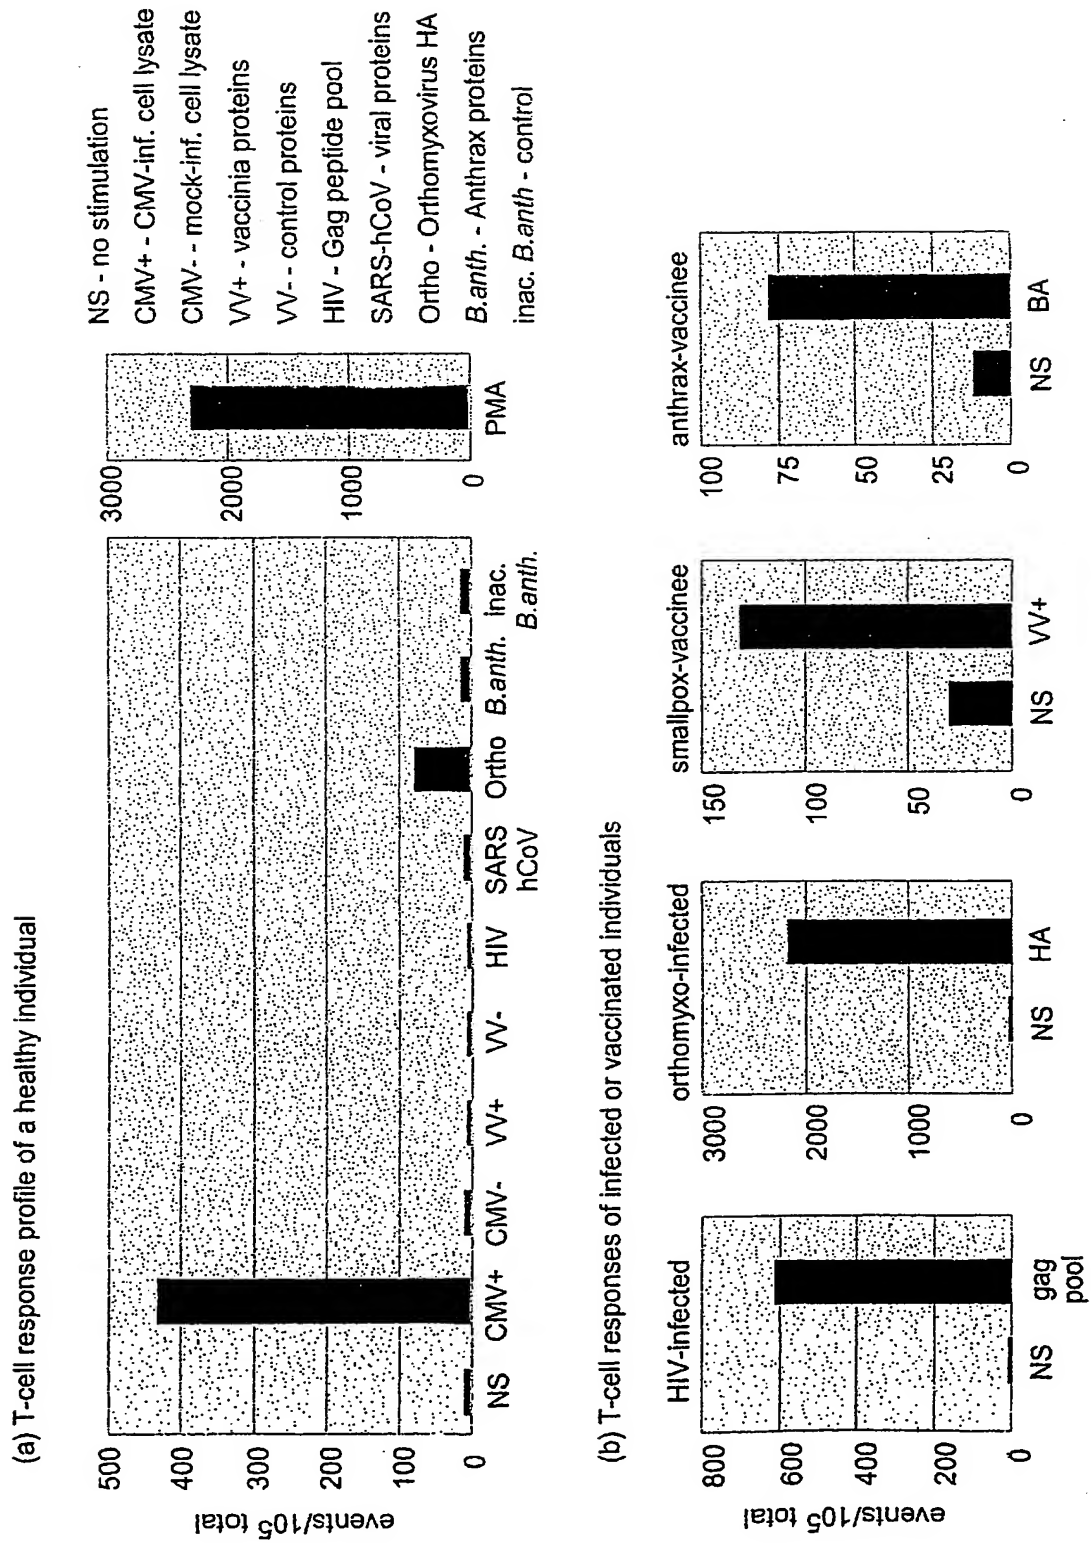 (a) T-cell response profile of a healthy individual
events/10⁵ total
500
400
300
200
100
0
NS
CMV+
CMV-
VV+
VV-
HIV
SARS
hCoV
Ortho
B.anth.
inac.
B.anth.
3000
2000
1000
0
PMA
NS - no stimulation
CMV+ - CMV-inf. cell lysate
CMV- - mock-inf. cell lysate
VV+ - vaccinia proteins
VV- - control proteins
HIV - Gag peptide pool
SARS-hCoV - viral proteins
Ortho - Orthomyxovirus HA
B.anth. - Anthrax proteins
inac. B.anth - control
(b) T-cell responses of infected or vaccinated individuals
events/10⁵ total
HIV-infected
800
600
400
200
0
NS
gag
pool
orthomyxo-infected
3000
2000
1000
0
NS
HA
smallpox-vaccinee
150
100
50
0
NS
VV+
anthrax-vaccinee
100
75
50
25
0
NS
BA